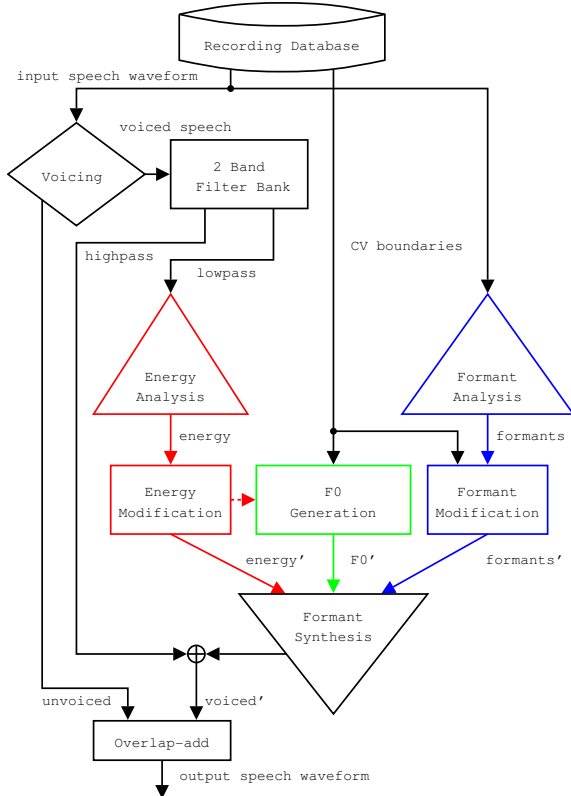 Recording Database
input speech waveform
voiced speech
Voicing
2 Band
Filter Bank
highpass
CV boundaries
lowpass
Energy
Analysis
Formant
Analysis
energy
formants
Energy
Modification
F0
Generation
Formant
Modification
energy’
F0’
formants’
Formant
Synthesis
unvoiced
voiced’
Overlap–add
output speech waveform